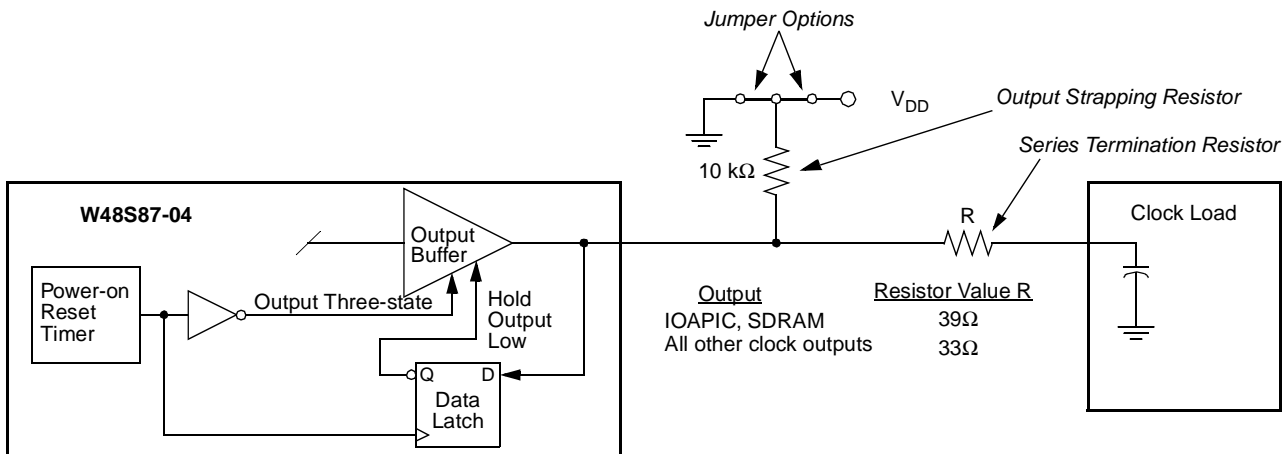 Jumper Options
VDD
Output Strapping Resistor
Series Termination Resistor
10 kΩ
W48S87-04
R
Clock Load
Output
Buffer
Power-on
Reset
Timer
Output Three-state
Hold
Output
Low
Q
D
Data
Latch
Output
Resistor Value R
IOAPIC, SDRAM
39Ω
All other clock outputs
33Ω